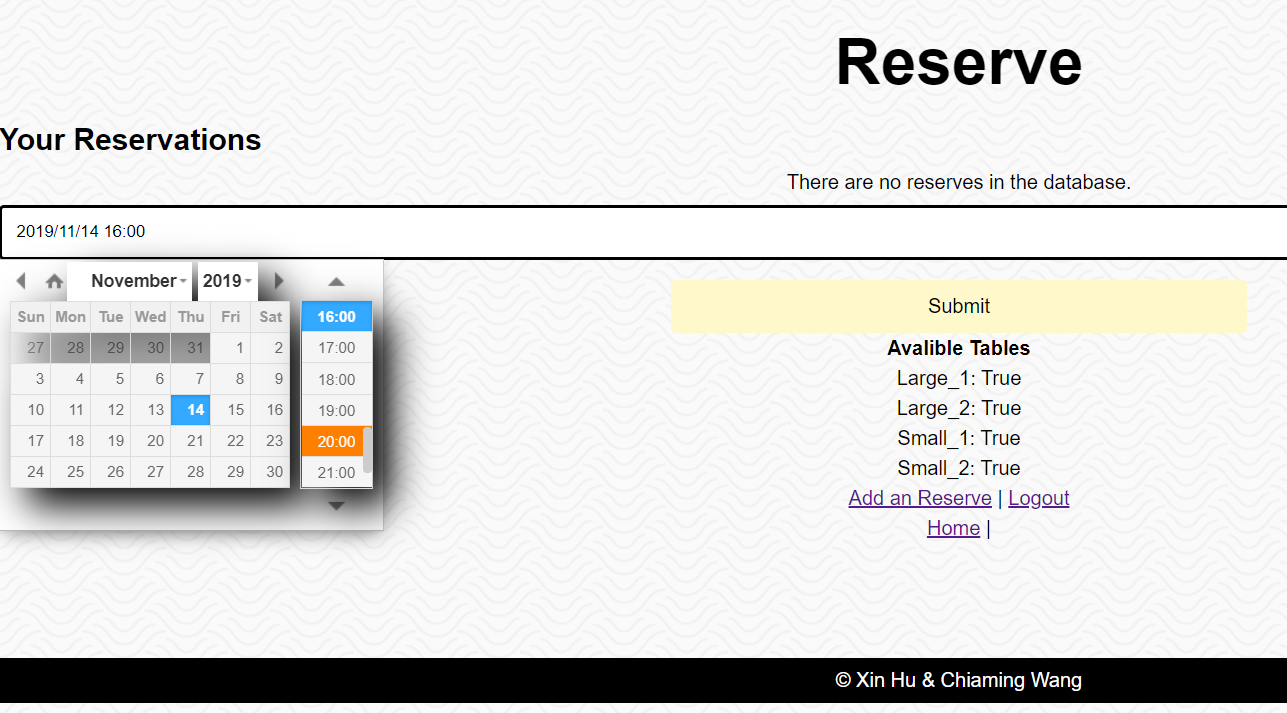 Reserve
Your Reservations
There are no reserves in the database.
2019/11/14 16:00
November 2019
Sun Mon Tue Wed Thu Fri Sat
27 28 29 30 31 1 2
3 4 5 6 7 8 9
10 11 12 13 14 15 16
17 18 19 20 21 22 23
24 25 26 27 28 29 30
16:00
17:00
18:00
19:00
20:00
21:00
Submit
Avalible Tables
Large_1: True
Large_2: True
Small_1: True
Small_2: True
Add an Reserve | Logout
Home |
© Xin Hu & Chiaming Wang